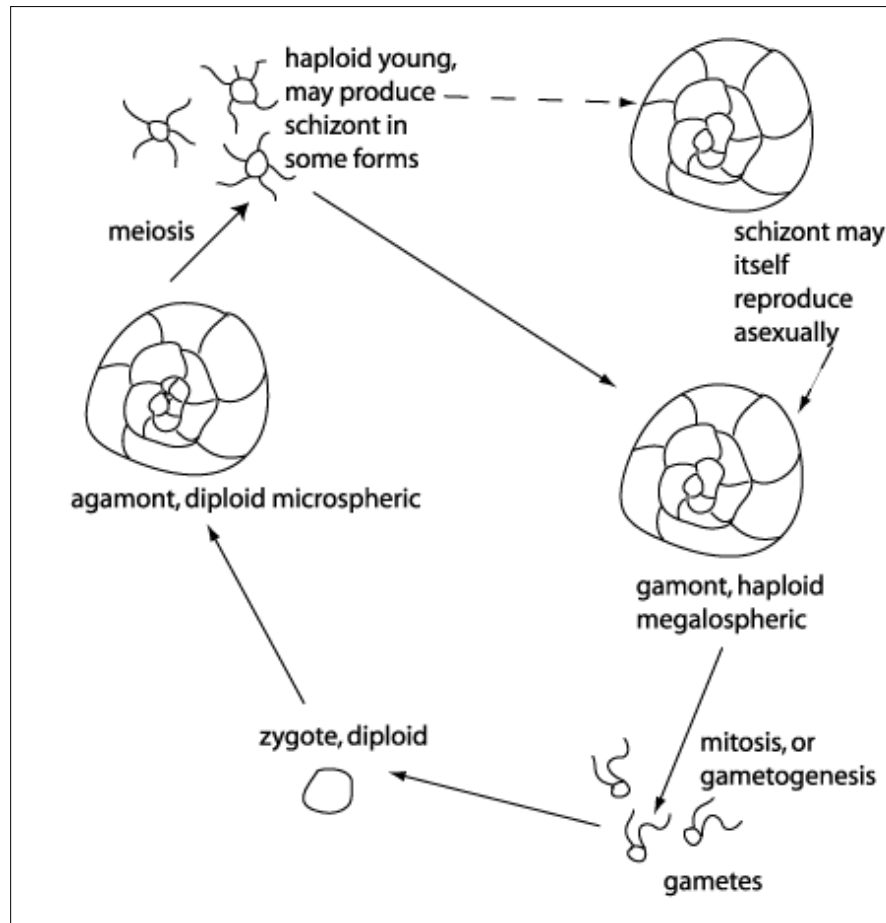 haploid young,
may produce
schizont in
some forms
meiosis
schizont may
itself
reproduce
asexually
agamont, diploid microspheric
gamont, haploid
megalospheric
zygote, diploid
mitosis, or
gametogenesis
gametes